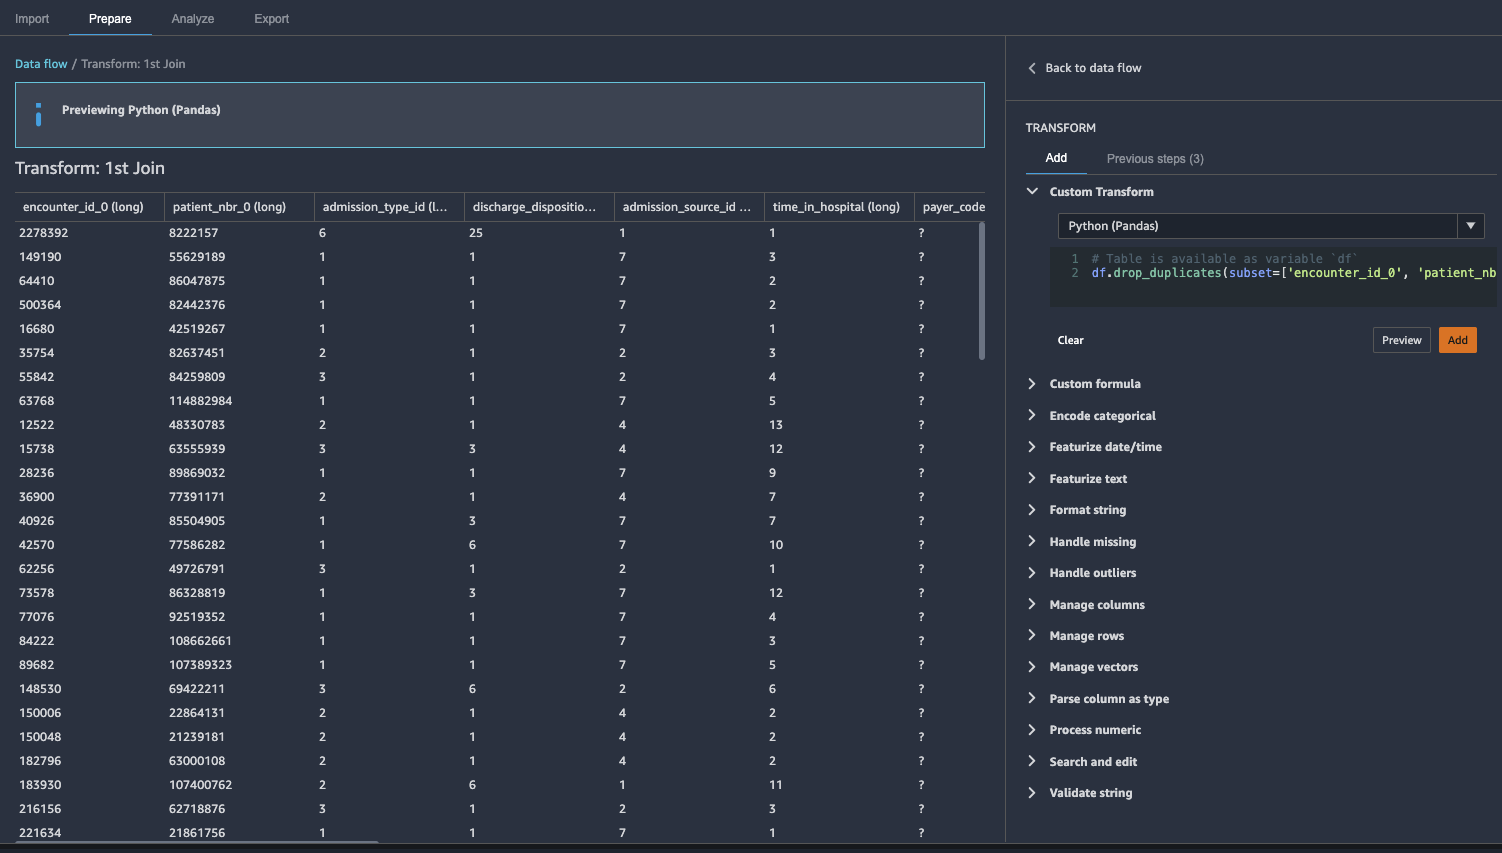 Import Prepare Analyze Export
Data flow / Transform: 1st Join
Previewing Python (Pandas)
Transform: 1st Join
encounter_id_0 (long) patient_nbr_0 (long) admission_type_id (l... discharge_dispositio... admission_source_id ... time_in_hospital (long) payer_code
2278392 8222157 6 25 1 1 ?
149190 55629189 1 1 7 3 ?
64410 86047875 1 1 7 2 ?
500364 82442376 1 1 7 2 ?
16680 42519267 1 1 7 1 ?
35754 82637451 2 1 2 3 ?
55842 84259809 3 1 2 4 ?
63768 114882984 1 1 7 5 ?
12522 48330783 2 1 4 13 ?
15738 63555939 3 3 4 12 ?
28236 89869032 1 1 7 9 ?
36900 77391171 2 1 4 7 ?
40926 85504905 1 3 7 7 ?
42570 77586282 1 6 7 10 ?
62256 49726791 3 1 2 1 ?
73578 86328819 1 3 7 12 ?
77076 92519352 1 1 7 4 ?
84222 108662661 1 1 7 3 ?
89682 107389323 1 1 7 5 ?
148530 69422211 3 6 2 6 ?
150006 22864131 2 1 4 2 ?
150048 21239181 2 1 4 2 ?
182796 63000108 2 1 4 2 ?
183930 107400762 2 6 1 11 ?
216156 62718876 3 1 2 3 ?
221634 21861756 1 1 7 1 ?
Back to data flow
TRANSFORM
Add Previous steps (3)
Custom Transform
Python (Pandas)
1 # Table is available as variable `df`
2 df.drop_duplicates(subset=['encounter_id_0', 'patient_nb
Clear Preview Add
Custom formula
Encode categorical
Featurize date/time
Featurize text
Format string
Handle missing
Handle outliers
Manage columns
Manage rows
Manage vectors
Parse column as type
Process numeric
Search and edit
Validate string